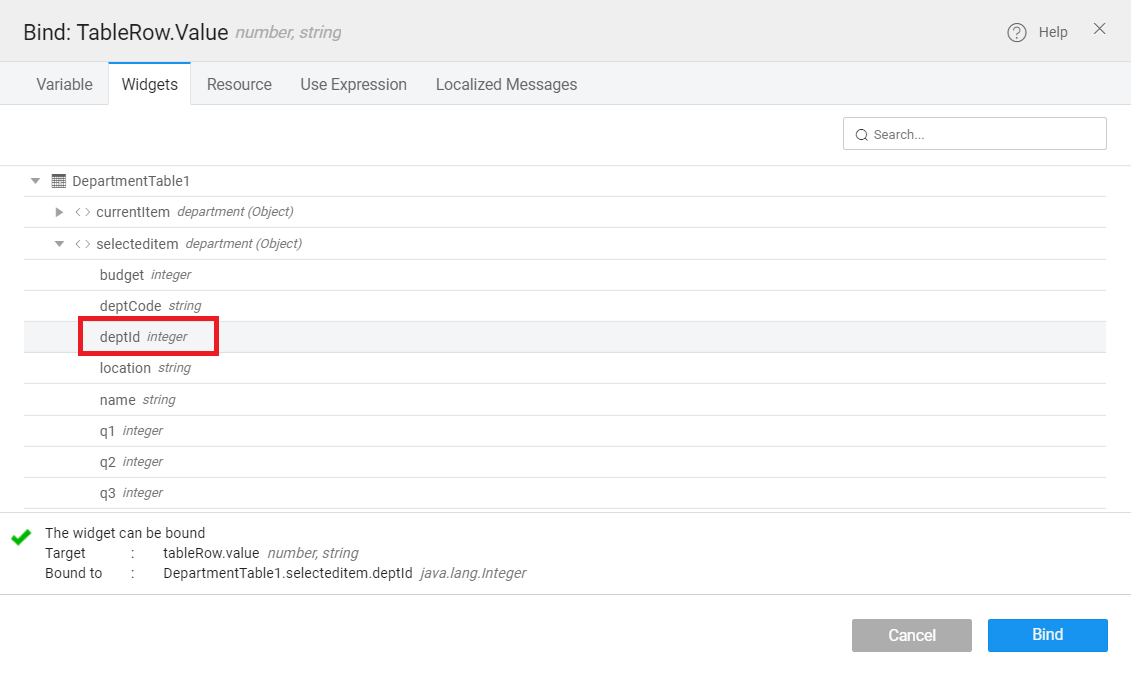 Bind: TableRow.Value number, string
Help
Variable Widgets Resource Use Expression Localized Messages
Search...
DepartmentTable1
currentItem department (Object)
selecteditem department (Object)
budget integer
deptCode string
deptId integer
location string
name string
q1 integer
q2 integer
q3 integer
The widget can be bound
Target : tableRow.value number, string
Bound to : DepartmentTable1.selecteditem.deptId java.lang.Integer
Cancel Bind